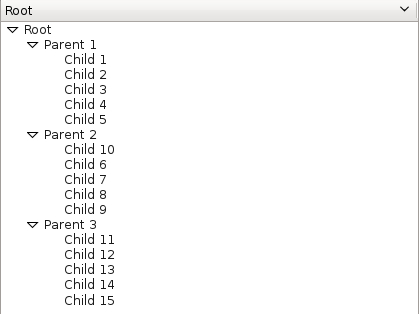 Root
Root
Parent 1
Child 1
Child 2
Child 3
Child 4
Child 5
Parent 2
Child 10
Child 6
Child 7
Child 8
Child 9
Parent 3
Child 11
Child 12
Child 13
Child 14
Child 15